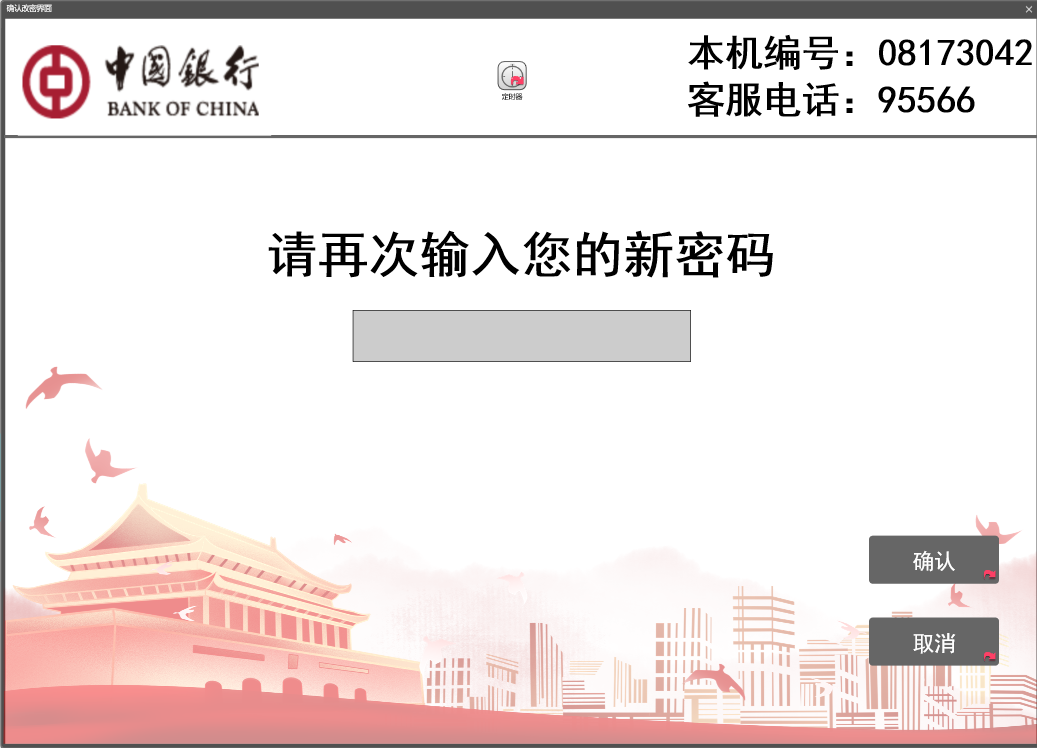 确认改密界面
中国銀行
BANK OF CHINA
定时器
本机编号：08173042
客服电话：95566
请再次输入您的新密码
确认
取消